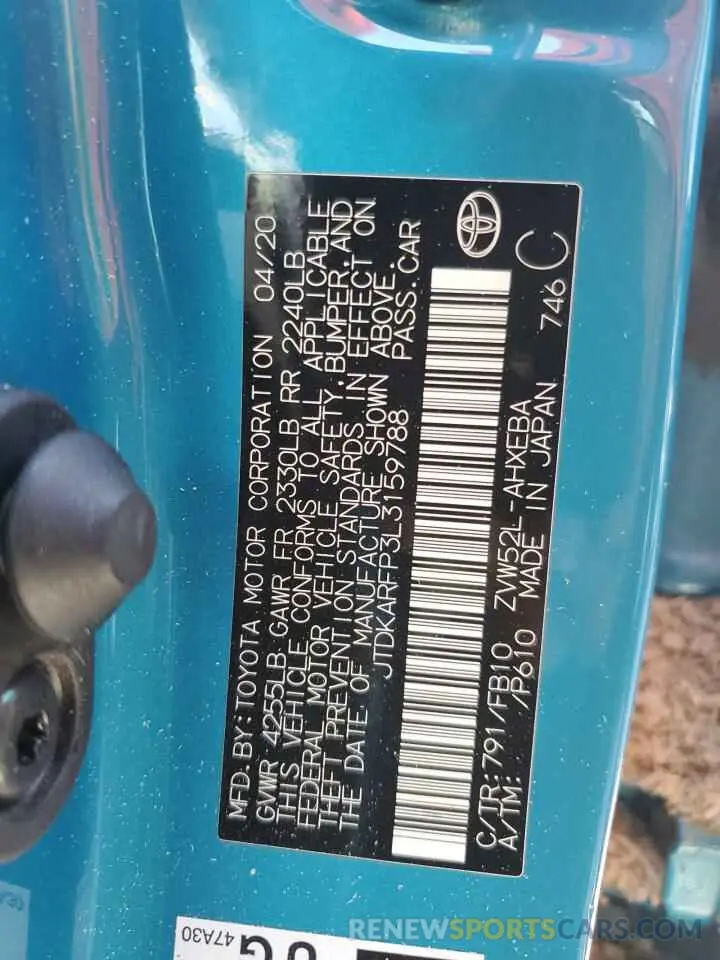 MFD.BY:TOYOTA MOTOR CORPORATION 04/20
GVWR 4255LB GAWR FR 2330LB RR 2240LB
THIS VEHICLE CONFORMS TO ALL APPLICABLE
FEDERAL MOTOR VEHICLE SAFETY,BUMPER,AND
THEFT PREVENTION STANDARDS IN EFFECT ON
THE DATE OF MANUFACTURE SHOWN ABOVE.
JTDKARFP3L3159788 PASS.CAR
C/TR:791/FB10 ZVW52L-AHXEBA
A/TM: /P610 MADE IN JAPAN 746 C
47A30
RENEWSPORTSCARS.COM